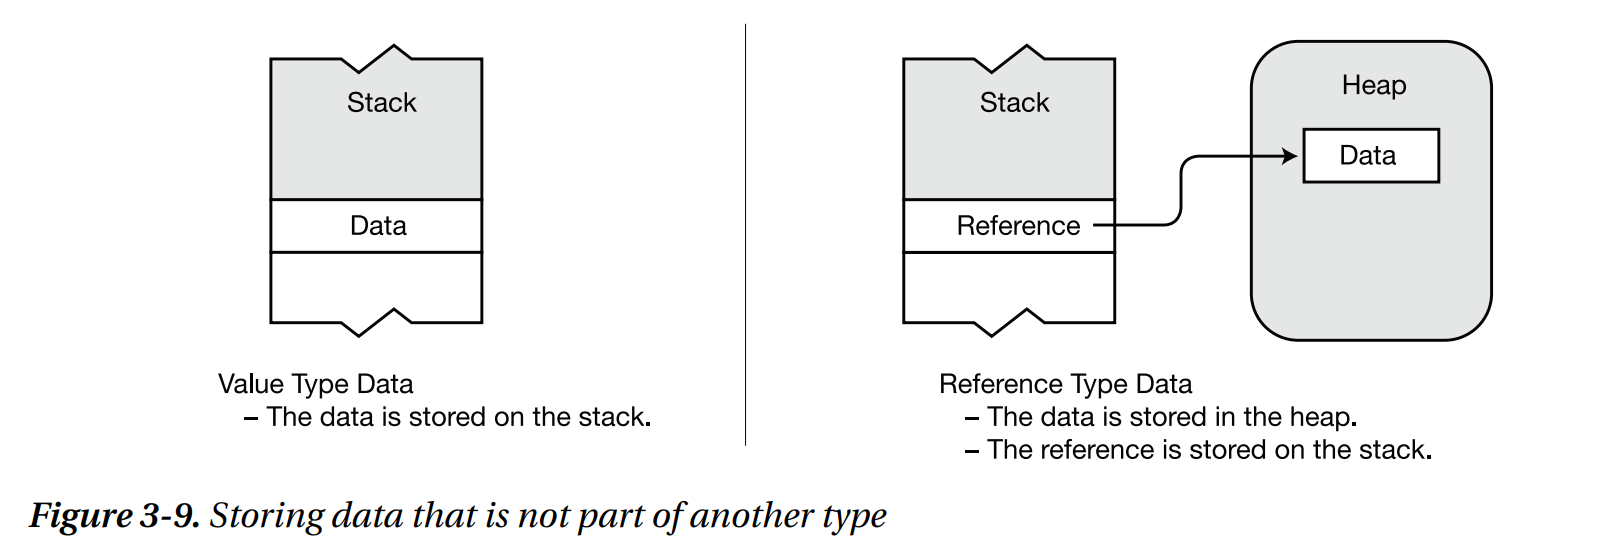 Stack
Data
Value Type Data
– The data is stored on the stack.
Stack
Reference
Heap
Data
Reference Type Data
– The data is stored in the heap.
– The reference is stored on the stack.
Figure 3-9. Storing data that is not part of another type